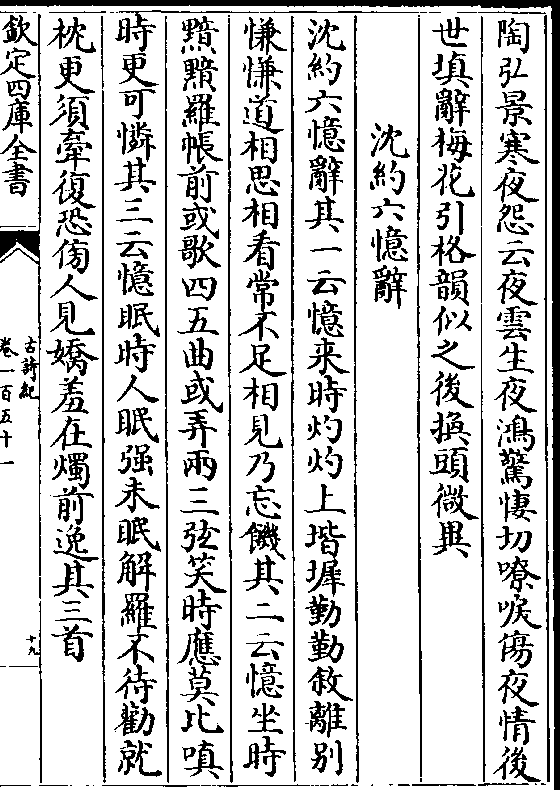 陶弘景寒夜怨云夜雲生夜鴻驚悽切嘹唳傷夜情後
世填辭梅花引格韻似之後換頭微異
沈約六憶辭
沈約六憶辭其一云憶来時灼灼上堦墀勤勤敘離别
慊慊道相思相看常不足相見乃忘饑其二云憶坐時
黯黯羅帳前或歌四五曲或弄兩三弦笑時應莫比嗔
時更可憐其三云憶眠時人眠强未眠解羅不待勸就
枕更須牽復恐傍人見嬌羞在燭前逸其三首
欽定四庫全書
古詩紀
卷一百五十一
十九